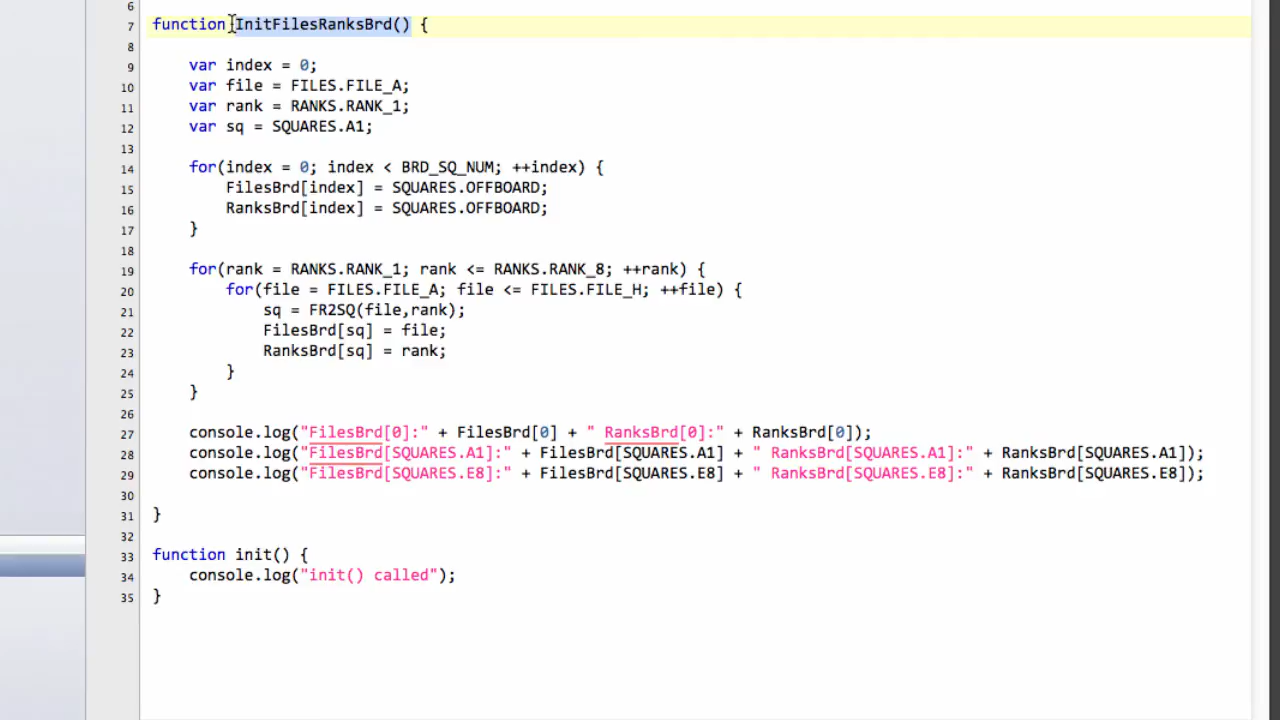 6
7 function InitFilesRanksBrd() {
8
9 var index = 0;
10 var file = FILES.FILE_A;
11 var rank = RANKS.RANK_1;
12 var sq = SQUARES.A1;
13
14 for(index = 0; index < BRD_SQ_NUM; ++index) {
15 FilesBrd[index] = SQUARES.OFFBOARD;
16 RanksBrd[index] = SQUARES.OFFBOARD;
17 }
18
19 for(rank = RANKS.RANK_1; rank <= RANKS.RANK_8; ++rank) {
20 for(file = FILES.FILE_A; file <= FILES.FILE_H; ++file) {
21 sq = FR2SQ(file,rank);
22 FilesBrd[sq] = file;
23 RanksBrd[sq] = rank;
24 }
25 }
26
27 console.log("FilesBrd[0]:" + FilesBrd[0] + " RanksBrd[0]:" + RanksBrd[0]);
28 console.log("FilesBrd[SQUARES.A1]:" + FilesBrd[SQUARES.A1] + " RanksBrd[SQUARES.A1]:" + RanksBrd[SQUARES.A1]);
29 console.log("FilesBrd[SQUARES.E8]:" + FilesBrd[SQUARES.E8] + " RanksBrd[SQUARES.E8]:" + RanksBrd[SQUARES.E8]);
30
31 }
32
33 function init() {
34 console.log("init() called");
35 }